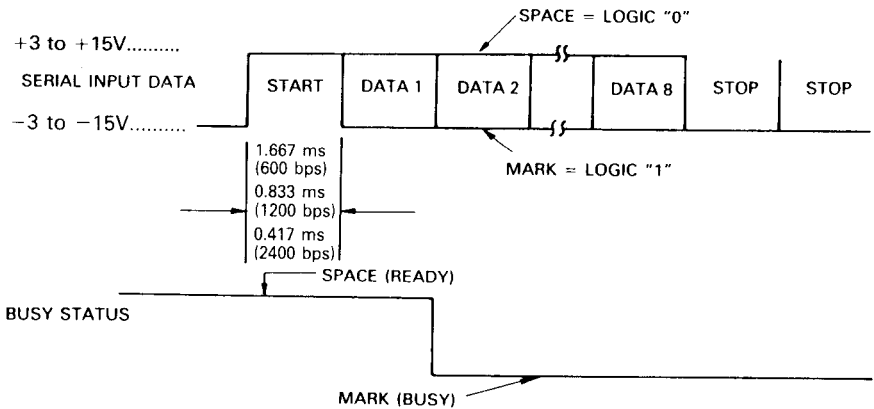 SPACE = LOGIC "0"
+3 to +15V..........
SERIAL INPUT DATA
START
DATA 1
DATA 2
DATA 8
STOP
STOP
−3 to −15V..........
MARK = LOGIC "1"
1.667 ms
(600 bps)
0.833 ms
(1200 bps)
0.417 ms
(2400 bps)
SPACE (READY)
BUSY STATUS
MARK (BUSY)